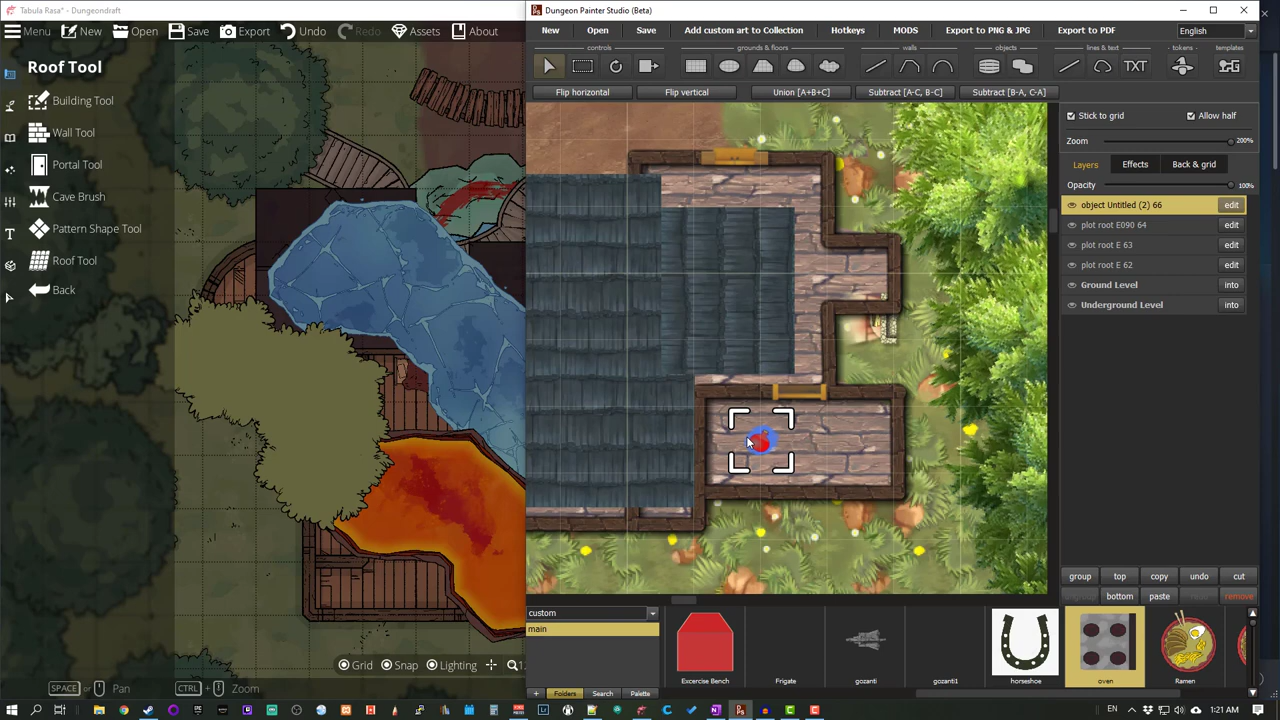 Tabula Rasa* - Dungeondraft
Menu New Open Save Export Undo Redo Assets About
Roof Tool
Building Tool
Wall Tool
Portal Tool
Cave Brush
Pattern Shape Tool
Roof Tool
Back
Grid Snap Lighting
SPACE or Pan CTRL + Zoom
Dungeon Painter Studio (Beta)
New Open Save Add custom art to Collection Hotkeys MODS Export to PNG & JPG Export to PDF English
controls grounds & floors walls objects lines & text tokens templates
TXT
Flip horizontal Flip vertical Union [A+B+C] Subtract [A-C, B-C] Subtract [B-A, C-A]
Stick to grid Allow half
Zoom 200%
Layers Effects Back & grid
Opacity 100%
object Untitled (2) 66 edit
plot root E090 64 edit
plot root E 63 edit
plot root E 62 edit
Ground Level into
Underground Level into
group top copy undo cut
bottom paste remove
custom
main
Excercise Bench Frigate gozanti gozanti1 horseshoe oven Ramen
+ Folders Search Palette
EN 1:21 AM